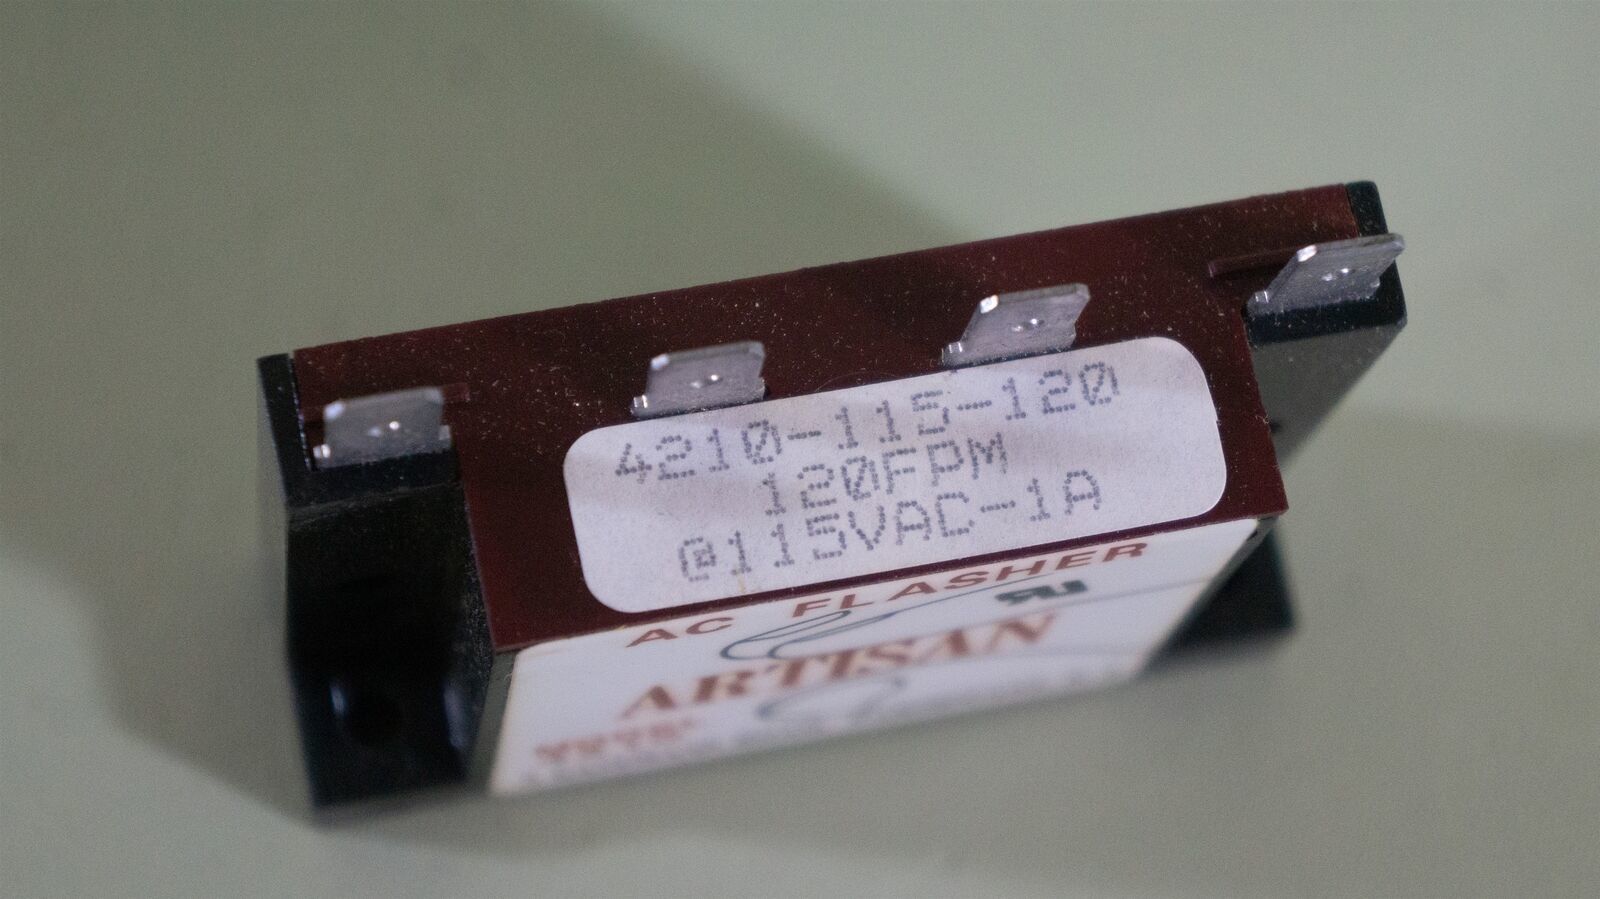 4210-115-120
120FPM
@115VAC-1A
AC FLASHER
ARTISAN